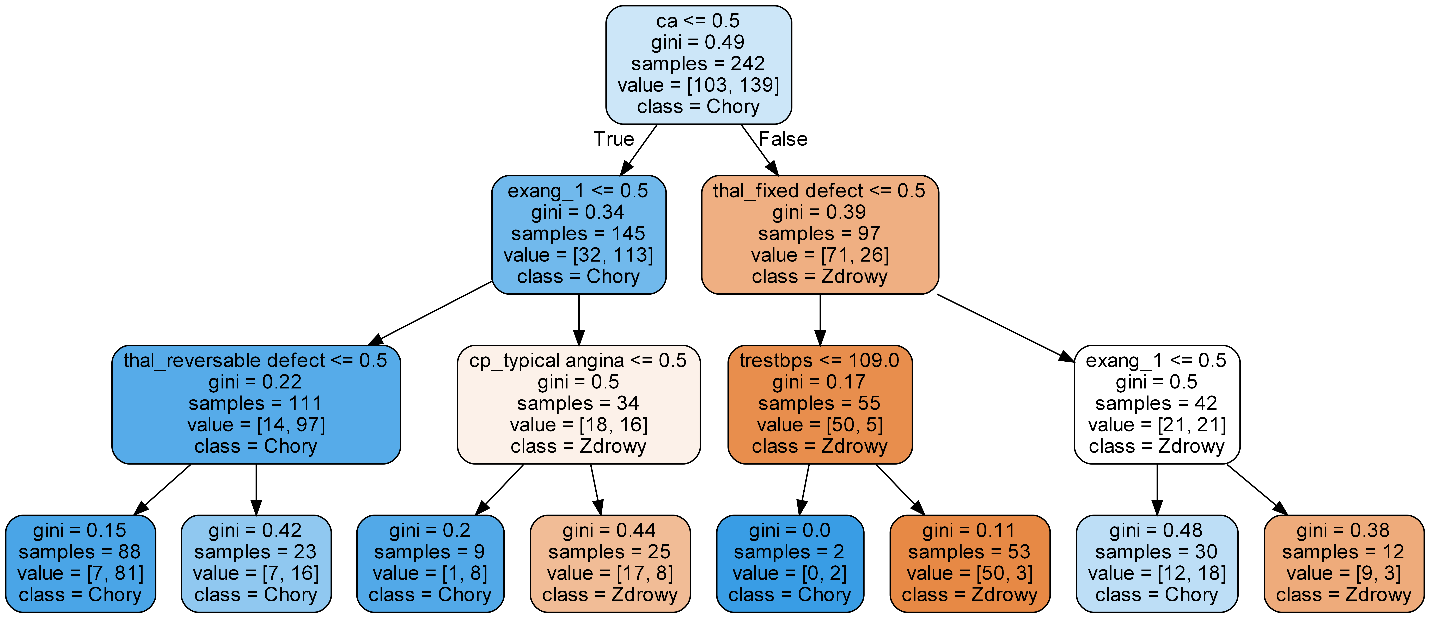 ca <= 0.5
gini = 0.49
samples = 242
value = [103, 139]
class = Chory
True
False
exang_1 <= 0.5
gini = 0.34
samples = 145
value = [32, 113]
class = Chory
thal_fixed defect <= 0.5
gini = 0.39
samples = 97
value = [71, 26]
class = Zdrowy
thal_reversable defect <= 0.5
gini = 0.22
samples = 111
value = [14, 97]
class = Chory
cp_typical angina <= 0.5
gini = 0.5
samples = 34
value = [18, 16]
class = Zdrowy
trestbps <= 109.0
gini = 0.17
samples = 55
value = [50, 5]
class = Zdrowy
exang_1 <= 0.5
gini = 0.5
samples = 42
value = [21, 21]
class = Zdrowy
gini = 0.15
samples = 88
value = [7, 81]
class = Chory
gini = 0.42
samples = 23
value = [7, 16]
class = Chory
gini = 0.2
samples = 9
value = [1, 8]
class = Chory
gini = 0.44
samples = 25
value = [17, 8]
class = Zdrowy
gini = 0.0
samples = 2
value = [0, 2]
class = Chory
gini = 0.11
samples = 53
value = [50, 3]
class = Zdrowy
gini = 0.48
samples = 30
value = [12, 18]
class = Chory
gini = 0.38
samples = 12
value = [9, 3]
class = Zdrowy